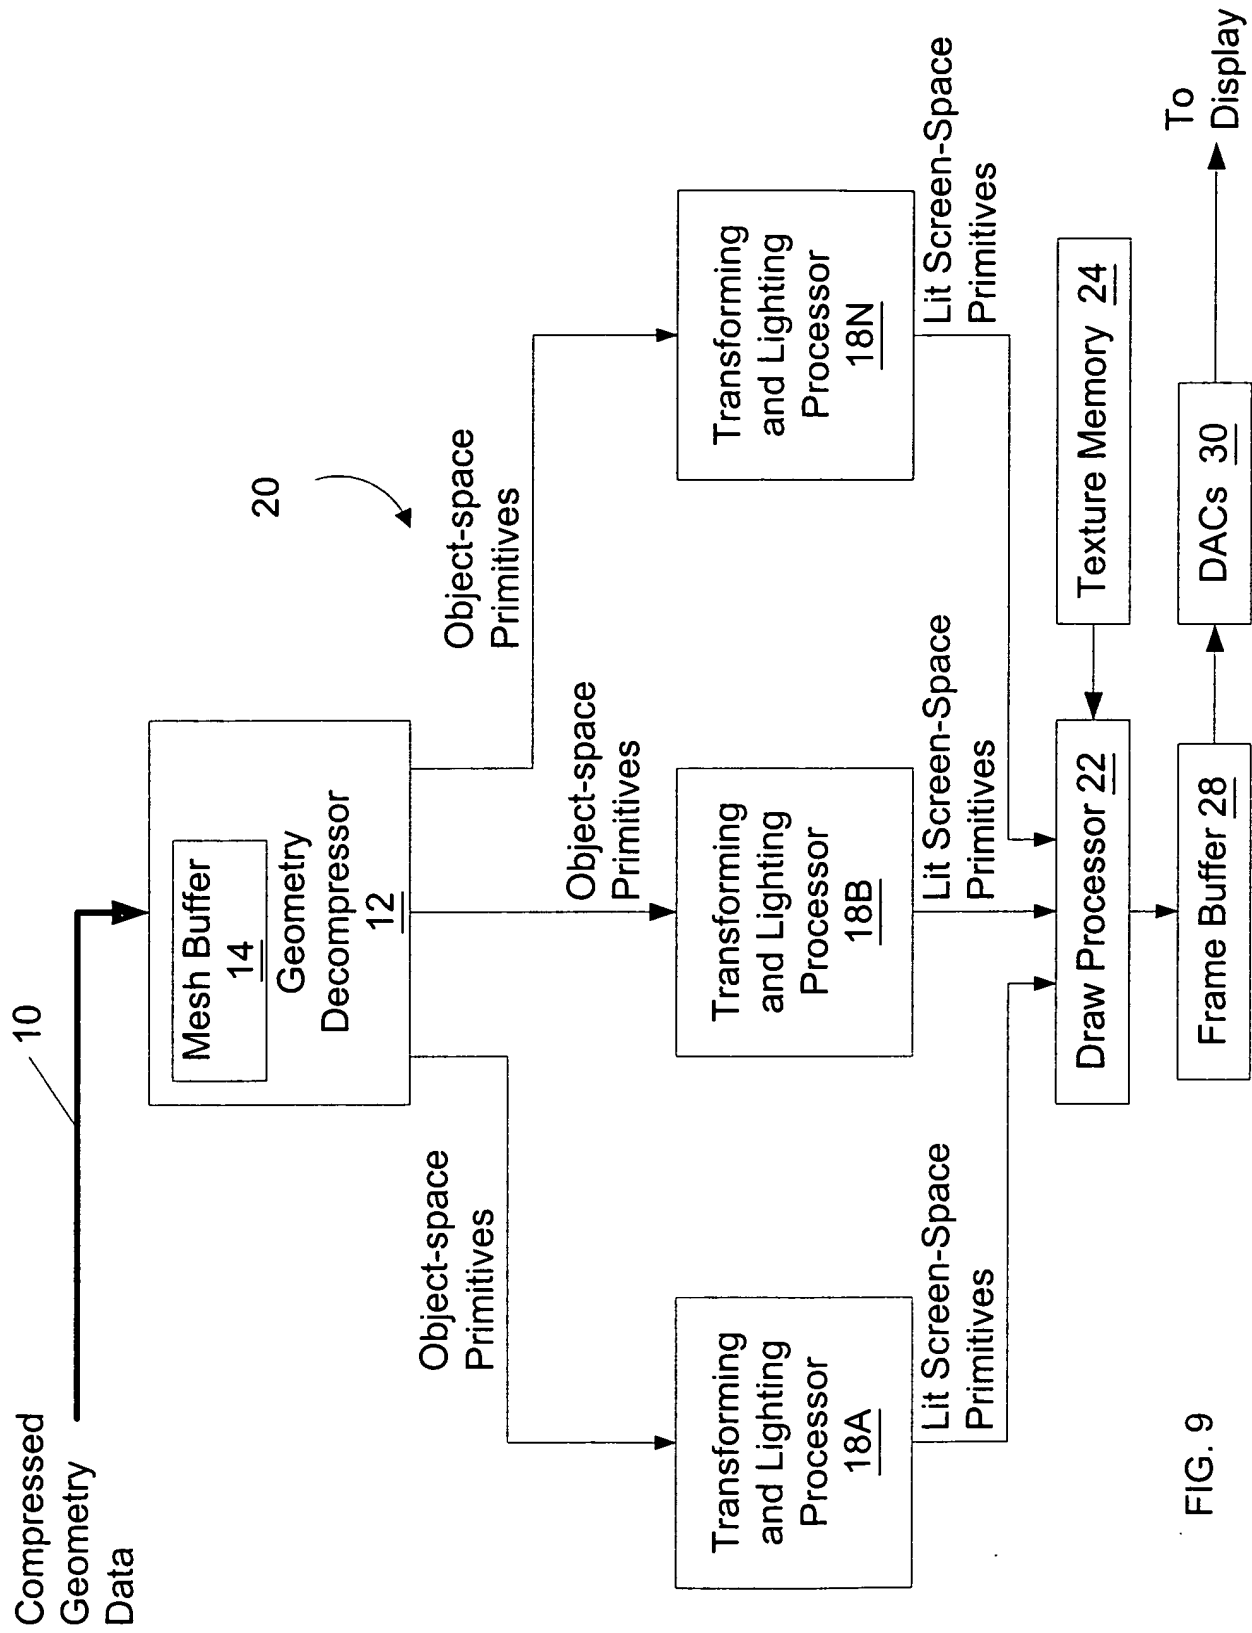 Compressed
Geometry
Data
10
Mesh Buffer
14
Geometry
Decompressor
12
20
Object-space
Primitives
Object-space
Primitives
Object-space
Primitives
Transforming
and Lighting
Processor
18A
Transforming
and Lighting
Processor
18B
Transforming
and Lighting
Processor
18N
Lit Screen-Space
Primitives
Lit Screen-Space
Primitives
Lit Screen-Space
Primitives
Draw Processor 22
Texture Memory 24
Frame Buffer 28
DACs 30
To
Display
FIG. 9